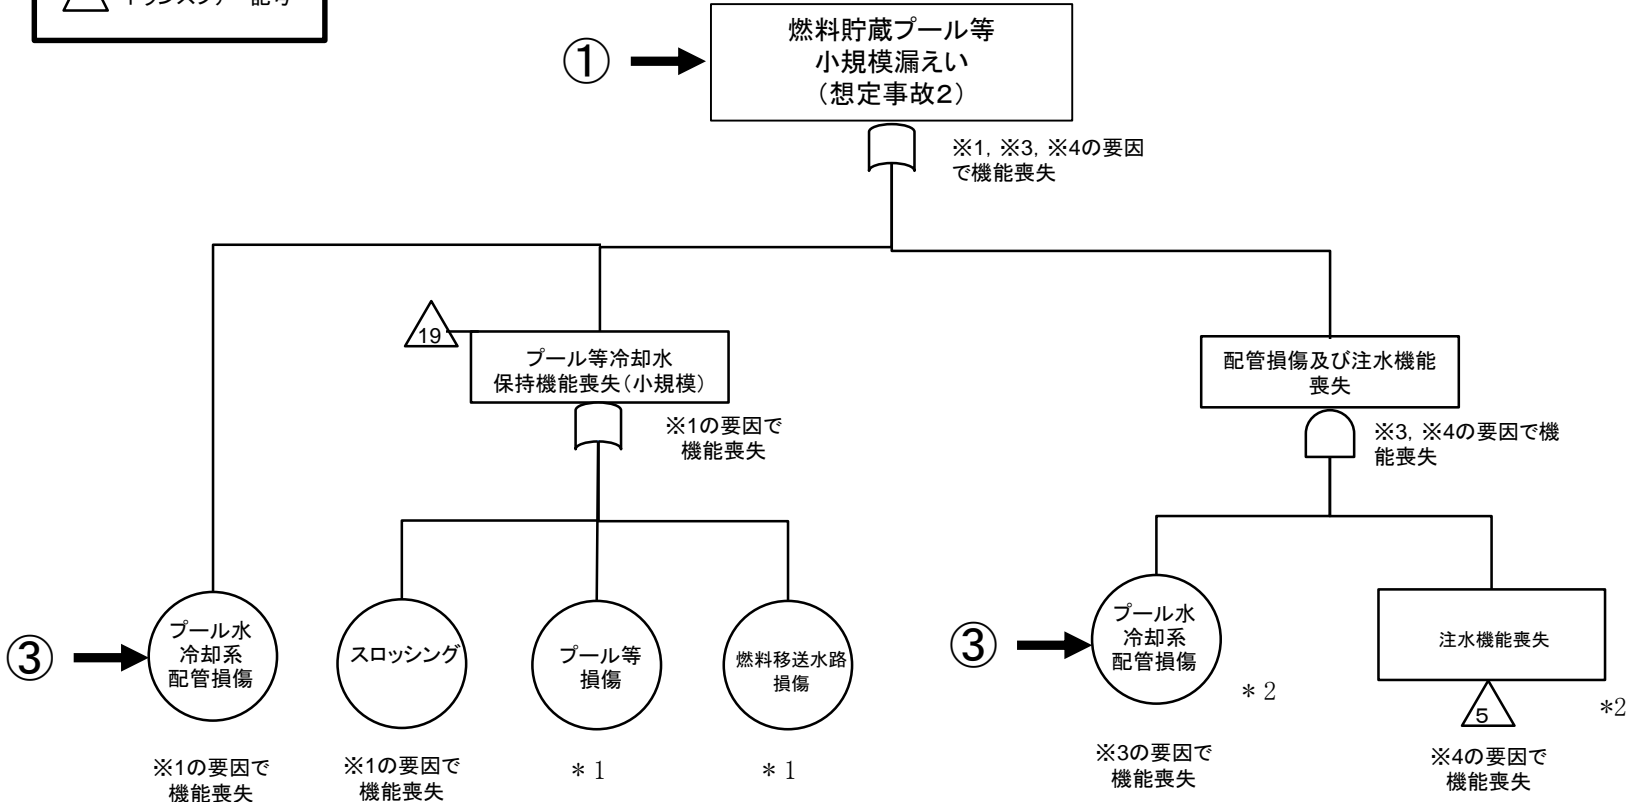 トランスファー記号
①
燃料貯蔵プール等
小規模漏えい
（想定事故2）
※1, ※3, ※4の要因
で機能喪失
19
プール等冷却水
保持機能喪失（小規模）
※1の要因で
機能喪失
配管損傷及び注水機能
喪失
※3, ※4の要因で機
能喪失
③
プール水
冷却系
配管損傷
※1の要因で
機能喪失
スロッシング
※1の要因で
機能喪失
プール等
損傷
＊1
燃料移送水路
損傷
＊1
③
プール水
冷却系
配管損傷
＊2
※3の要因で
機能喪失
注水機能喪失
5
*2
※4の要因で
機能喪失